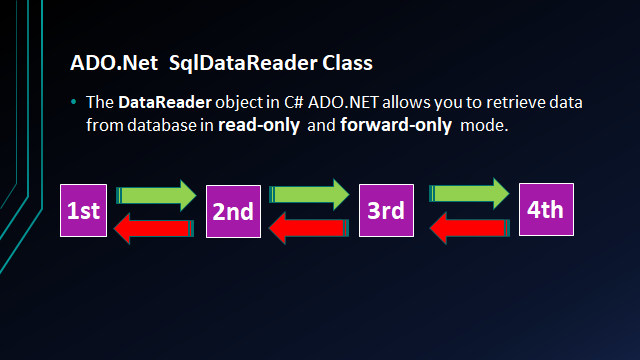 ADO.Net SqlDataReader Class
• The DataReader object in C# ADO.NET allows you to retrieve data
from database in read-only and forward-only mode.
1st 2nd 3rd 4th